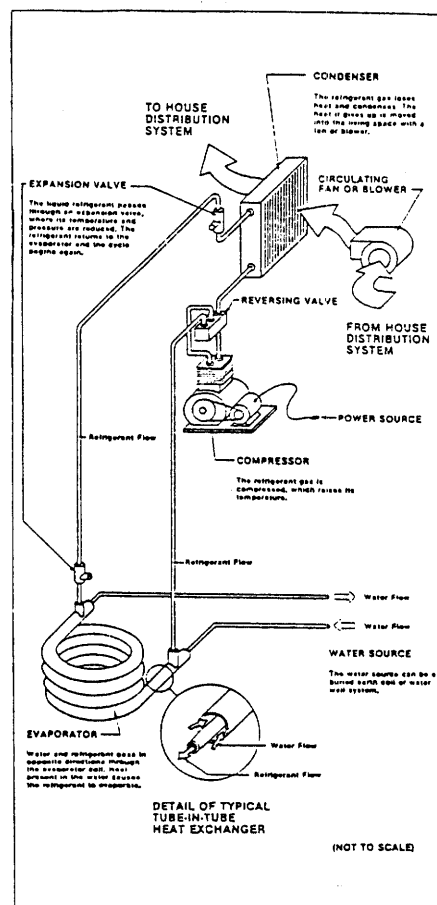 CONDENSER
The refrigerant gas loses
heat and condenses. The
heat it gives up is moved
into the living space with a
fan or blower.
TO HOUSE
DISTRIBUTION
SYSTEM
CIRCULATING
FAN OR BLOWER
EXPANSION VALVE
The liquid refrigerant passes
through an expansion valve,
where its temperature and
pressure are reduced. The
refrigerant returns to the
evaporator and the cycle
begins again.
REVERSING VALVE
FROM HOUSE
DISTRIBUTION
SYSTEM
POWER SOURCE
Refrigerant Flow
COMPRESSOR
The refrigerant gas is
compressed, which raises its
temperature.
Refrigerant Flow
Water Flow
Water Flow
WATER SOURCE
The water source can be a
buried earth coil or water
well system.
EVAPORATOR
Water and refrigerant pass in
opposite directions through
the evaporator coil. Heat
present in the water causes
the refrigerant to evaporate.
Water Flow
Refrigerant Flow
DETAIL OF TYPICAL
TUBE-IN-TUBE
HEAT EXCHANGER
(NOT TO SCALE)